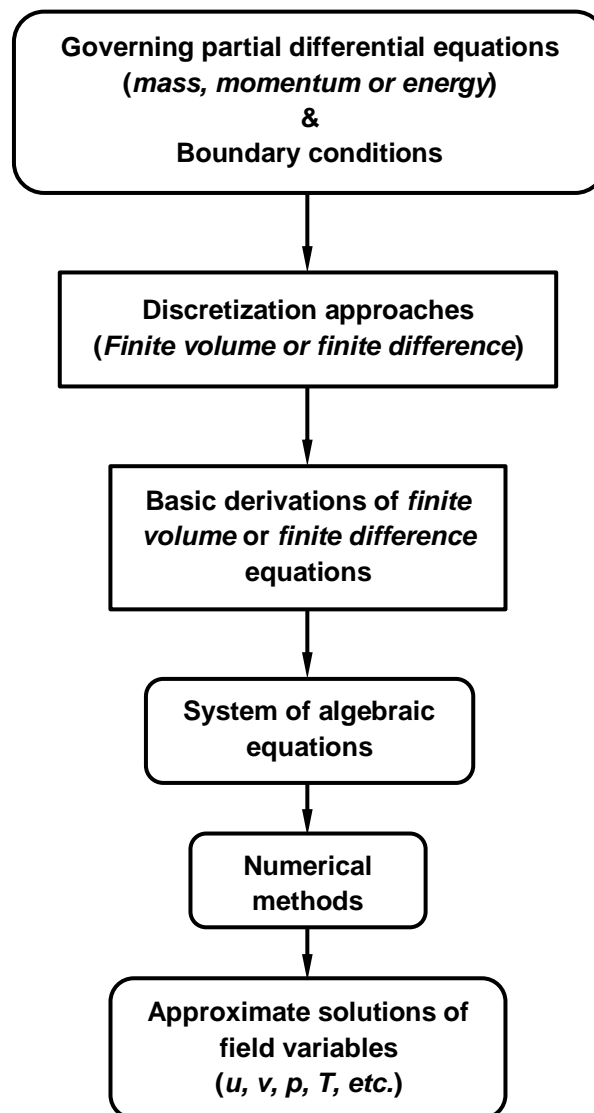 Governing partial differential equations
(mass, momentum or energy)
&
Boundary conditions
Discretization approaches
(Finite volume or finite difference)
Basic derivations of finite
volume or finite difference
equations
System of algebraic
equations
Numerical
methods
Approximate solutions of
field variables
(u, v, p, T, etc.)